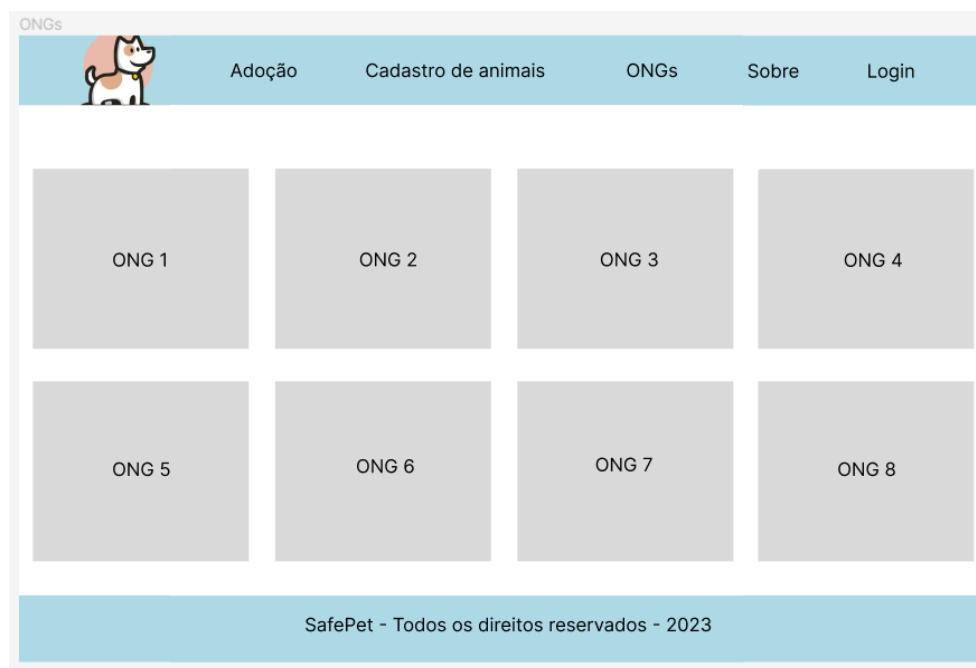 ONGs
Adoção Cadastro de animais ONGs Sobre Login
ONG 1 ONG 2 ONG 3 ONG 4
ONG 5 ONG 6 ONG 7 ONG 8
SafePet - Todos os direitos reservados - 2023